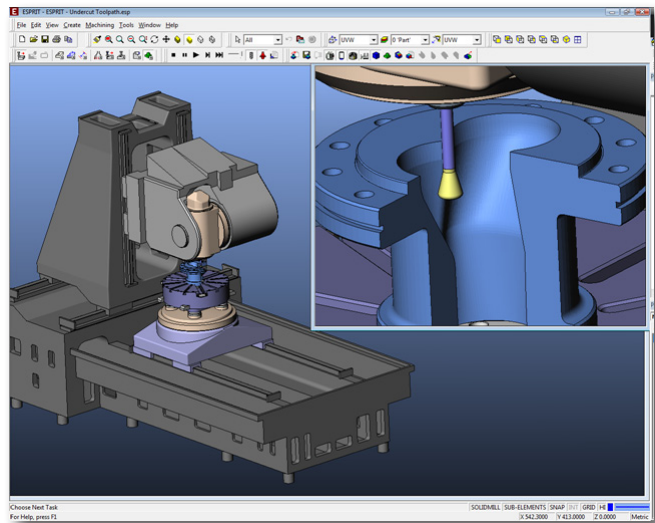 ESPRIT - ESPRIT - Undercut Toolpath.esp
File Edit View Create Machining Tools Window Help
All UVW 0 'Part' UVW
Choose Next Task
SOLIDMILL SUB-ELEMENTS SNAP INT GRID HI
For Help, press F1
X 542.3000 Y 413.0000 Z 0.0000 Metric